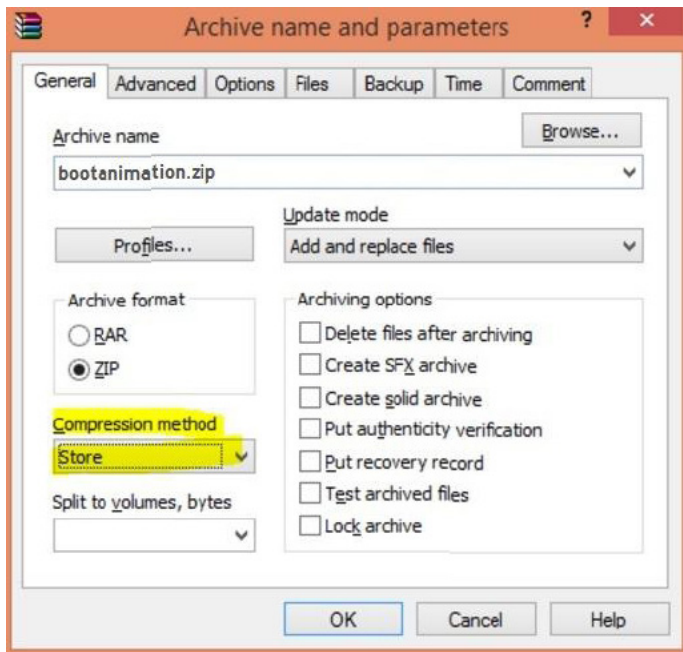 Archive name and parameters ? ×
General Advanced Options Files Backup Time Comment
Archive name
Browse...
bootanimation.zip
Update mode
Profiles...
Add and replace files
Archive format
RAR
ZIP
Compression method
Store
Split to volumes, bytes
Archiving options
Delete files after archiving
Create SFX archive
Create solid archive
Put authenticity verification
Put recovery record
Test archived files
Lock archive
OK Cancel Help